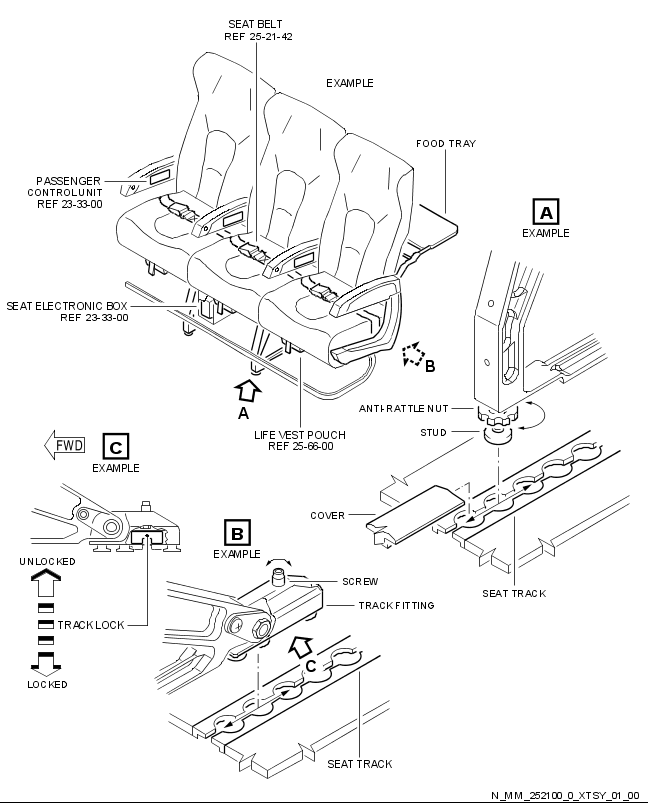 SEAT BELT
REF 25-21-42
EXAMPLE
FOOD TRAY
PASSENGER
CONTROL UNIT
REF 23-33-00
A
EXAMPLE
SEAT ELECTRONIC BOX
REF 23-33-00
B
A
ANTI-RATTLE NUT
STUD
LIFE VEST POUCH
REF 25-66-00
FWD
C
EXAMPLE
COVER
B
EXAMPLE
UNLOCKED
SCREW
SEAT TRACK
TRACK FITTING
TRACK LOCK
C
LOCKED
SEAT TRACK
N_MM_252100_0_XTSY_01_00